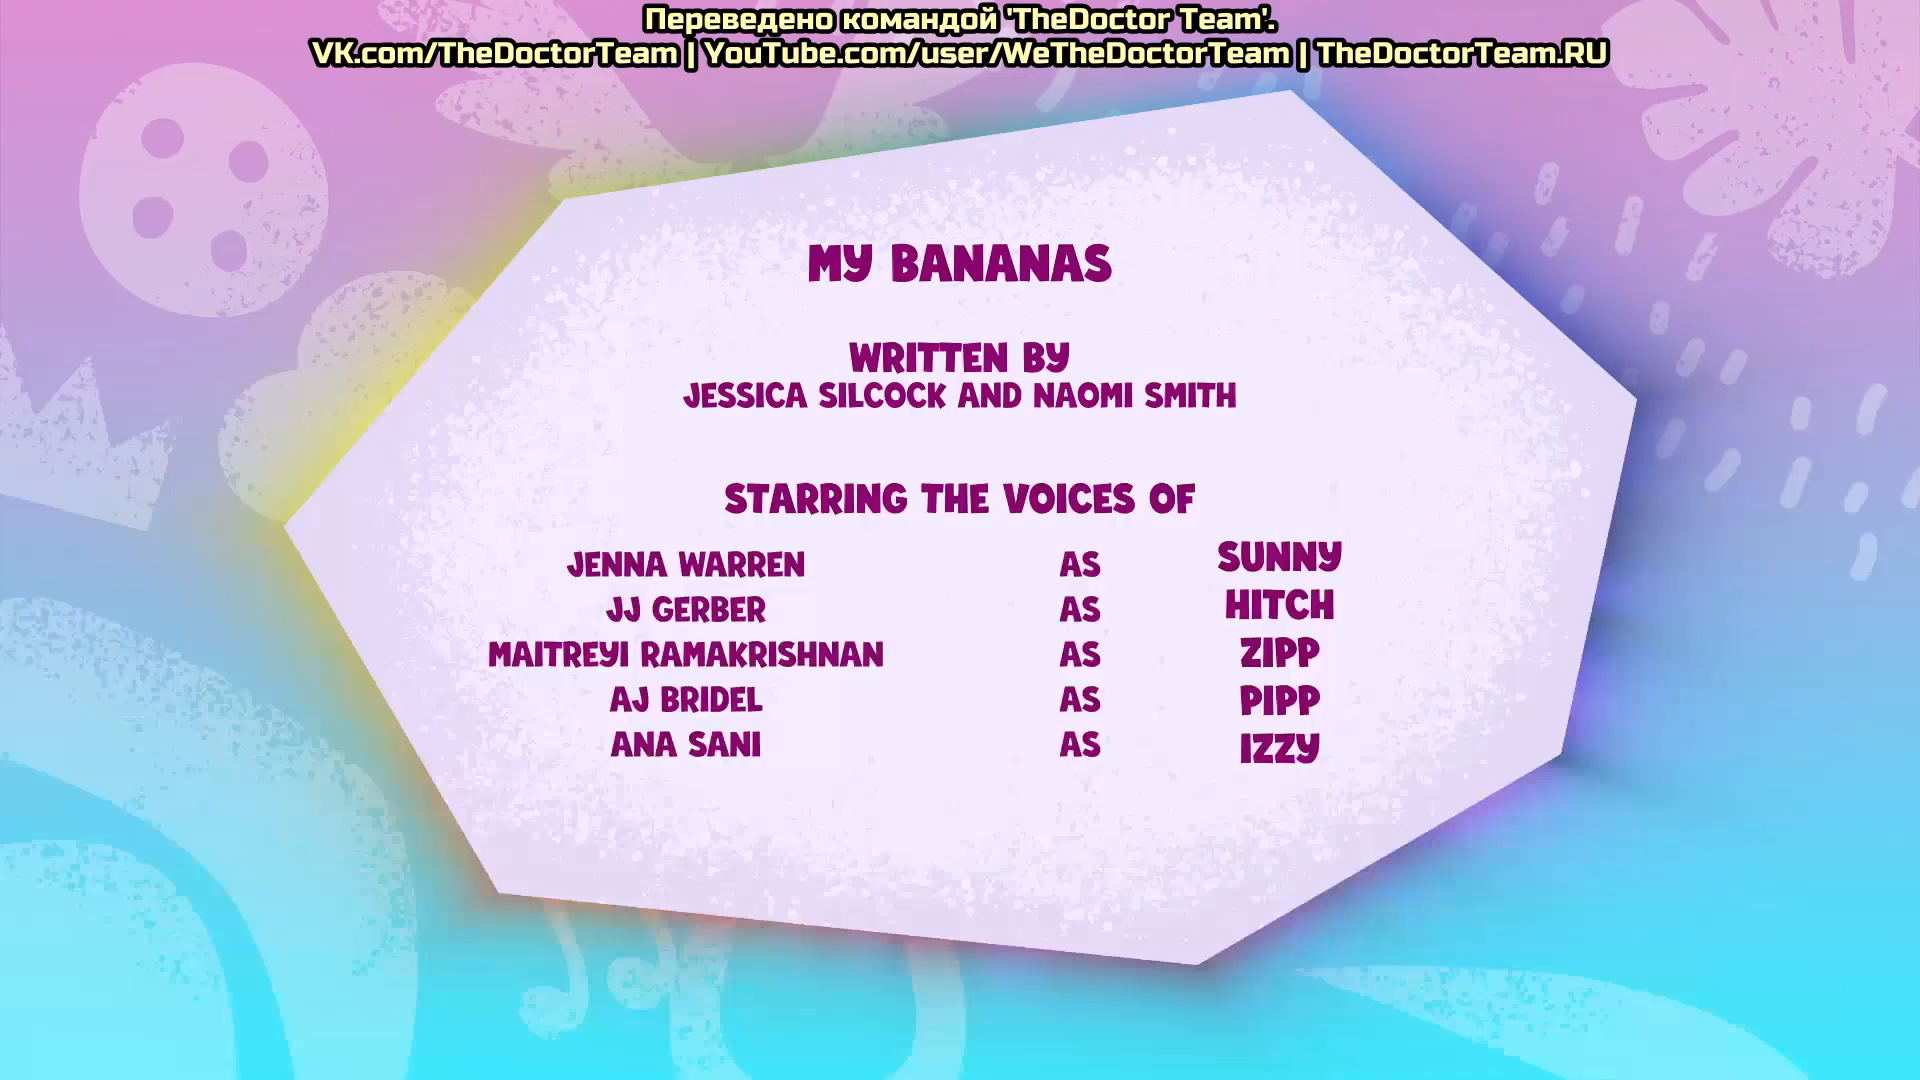 Переведено командой 'TheDoctor Team'.
VK.com/TheDoctorTeam | YouTube.com/user/WeTheDoctorTeam | TheDoctorTeam.RU
MY BANANAS
WRITTEN BY
JESSICA SILCOCK AND NAOMI SMITH
STARRING THE VOICES OF
JENNA WARREN AS SUNNY
JJ GERBER AS HITCH
MAITREYI RAMAKRISHNAN AS ZIPP
AJ BRIDEL AS PIPP
ANA SANI AS IZZY